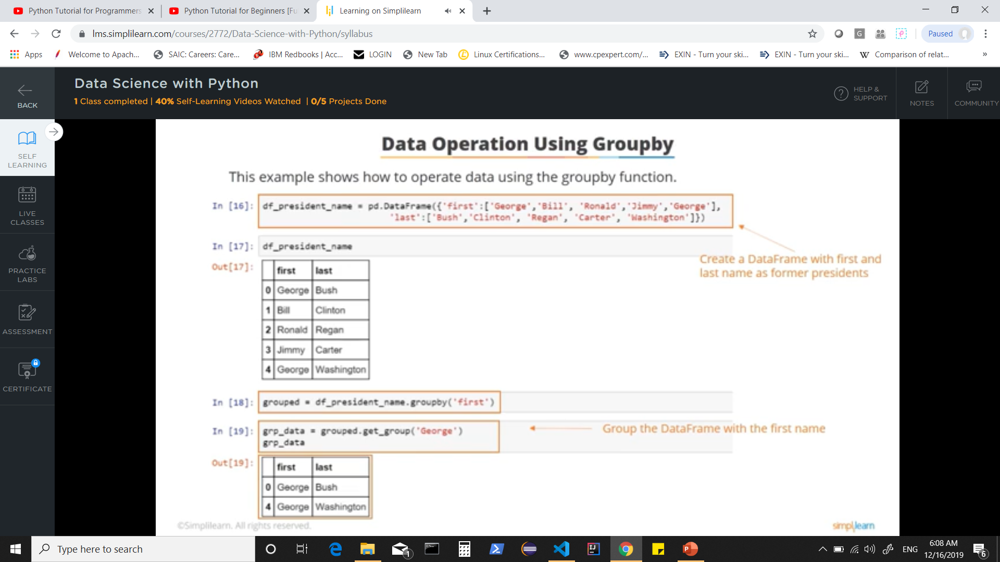 Python Tutorial for Programmers
Python Tutorial for Beginners [Fu
Learning on Simplilearn
lms.simplilearn.com/courses/2772/Data-Science-with-Python/syllabus
G
Paused
Apps
Welcome to Apach...
SAIC: Careers: Care...
IBM Redbooks | Acc...
LOGIN
New Tab
Linux Certifications...
www.cpexpert.com/...
EXIN - Turn your ski...
EXIN - Turn your ski...
W Comparison of relat...
»
BACK
Data Science with Python
1 Class completed | 40% Self-Learning Videos Watched | 0/5 Projects Done
HELP &
SUPPORT
NOTES
COMMUNITY
SELF
LEARNING
LIVE
CLASSES
PRACTICE
LABS
ASSESSMENT
CERTIFICATE
Data Operation Using Groupby
This example shows how to operate data using the groupby function.
In [16]: df_president_name = pd.DataFrame({'first':['George','Bill', 'Ronald','Jimmy','George'],
'last':['Bush','Clinton', 'Regan', 'Carter', 'Washington']})
In [17]: df_president_name
Create a DataFrame with first and
last name as former presidents
Out[17]:
first last
0 George Bush
1 Bill Clinton
2 Ronald Regan
3 Jimmy Carter
4 George Washington
In [18]: grouped = df_president_name.groupby('first')
In [19]: grp_data = grouped.get_group('George')
grp_data
Group the DataFrame with the first name
Out[19]:
first last
0 George Bush
4 George Washington
©Simplilearn. All rights reserved.
simplilearn
Type here to search
1
IJ
P
ENG
6:08 AM
12/16/2019
6